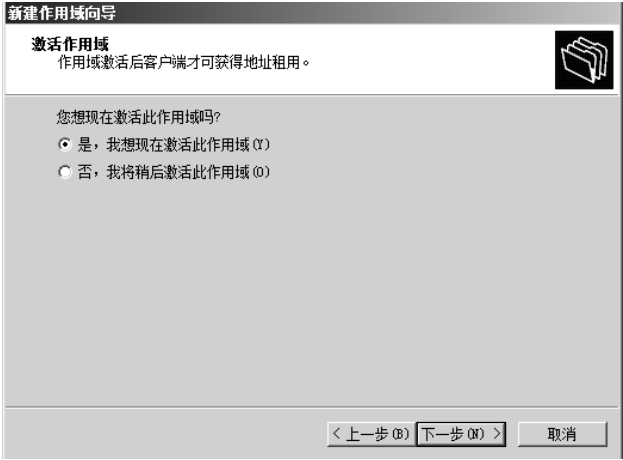 新建作用域向导
激活作用域
作用域激活后客户端才可获得地址租用。
您想现在激活此作用域吗?
是，我想现在激活此作用域(Y)
否，我将稍后激活此作用域(O)
< 上一步(B) 下一步(N) > 取消